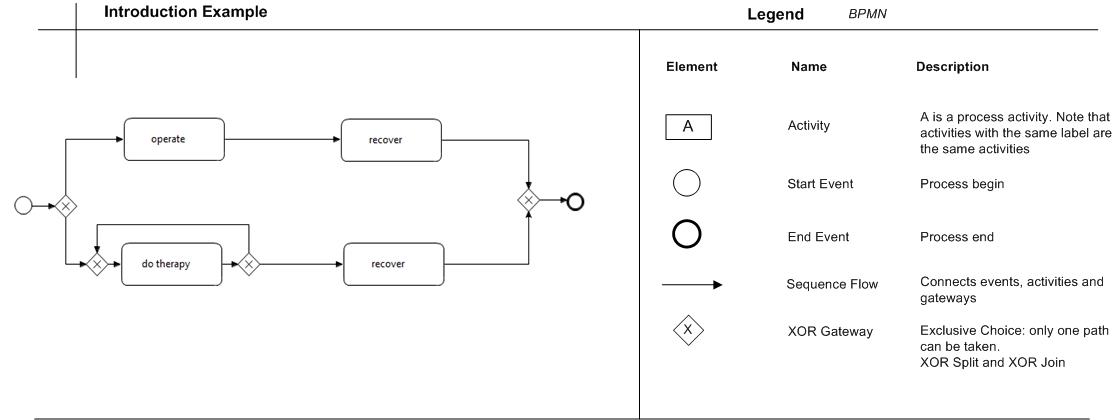 Introduction Example
Legend BPMN
Element Name Description
A Activity A is a process activity. Note that
activities with the same label are
the same activities
Start Event Process begin
End Event Process end
Sequence Flow Connects events, activities and
gateways
X XOR Gateway Exclusive Choice: only one path
can be taken.
XOR Split and XOR Join
operate
recover
X
X
X
do therapy
X
recover